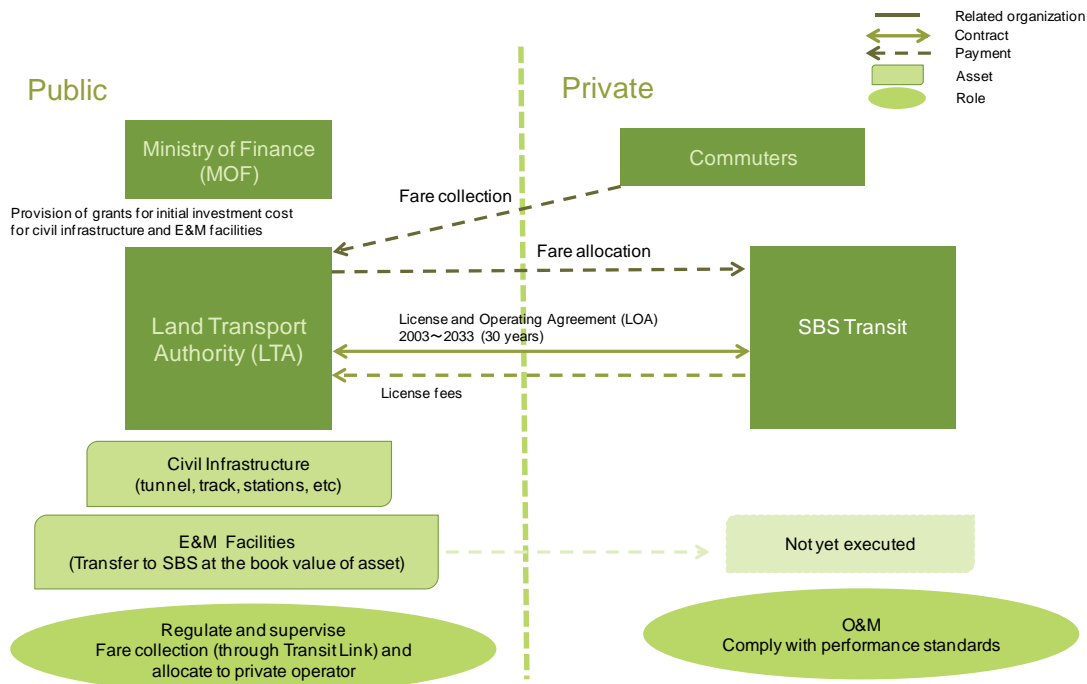 Related organization
Contract
Payment
Asset
Role
Public
Private
Ministry of Finance
(MOF)
Commuters
Provision of grants for initial investment cost
for civil infrastructure and E&M facilities
Fare collection
Fare allocation
Land Transport
Authority (LTA)
License and Operating Agreement (LOA)
2003～2033 (30 years)
SBS Transit
License fees
Civil Infrastructure
(tunnel, track, stations, etc)
E&M Facilities
(Transfer to SBS at the book value of asset)
Not yet executed
Regulate and supervise
Fare collection (through Transit Link) and
allocate to private operator
O&M
Comply with performance standards